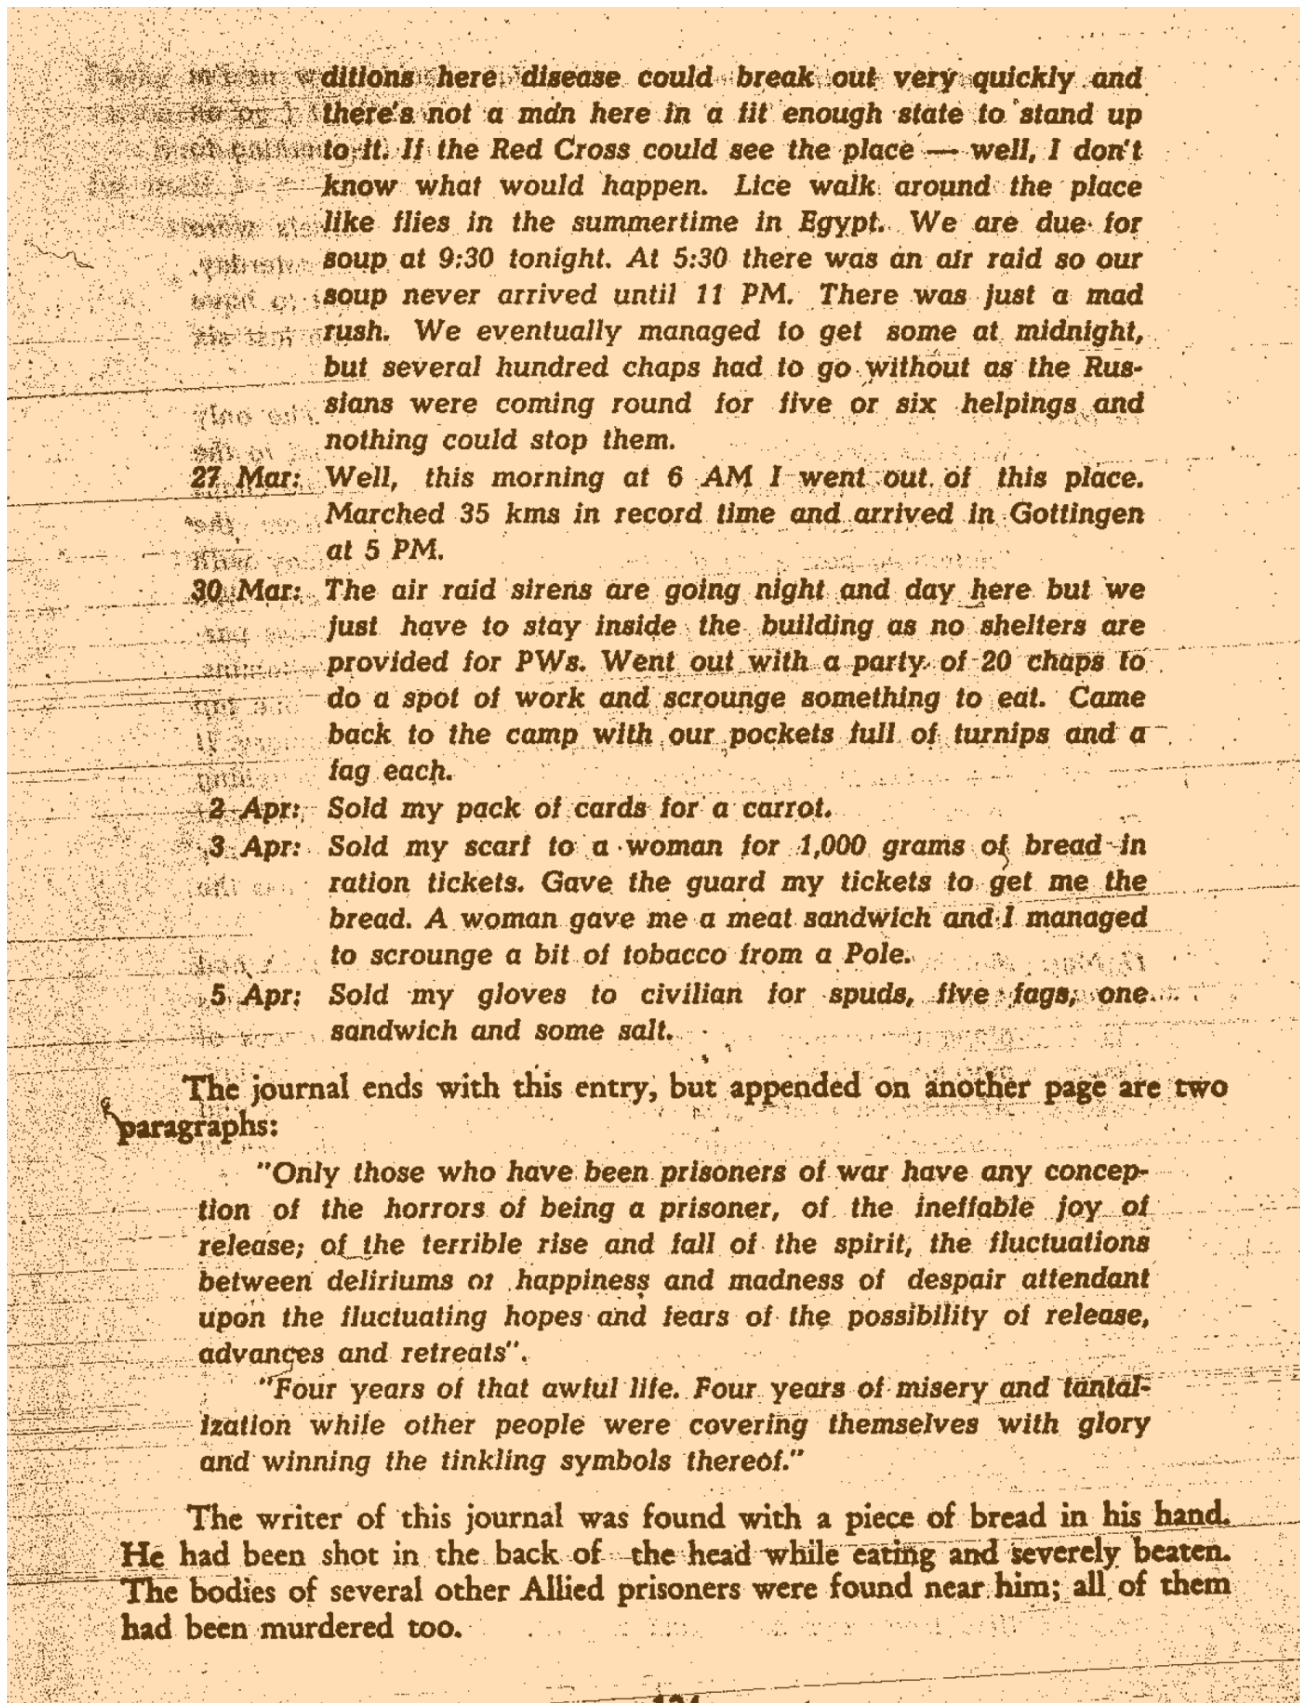 ditions here disease could break out very quickly and
there's not a man here in a fit enough state to stand up
to it. If the Red Cross could see the place — well, I don't
know what would happen. Lice walk around the place
like flies in the summertime in Egypt. We are due for
soup at 9:30 tonight. At 5:30 there was an air raid so our
soup never arrived until 11 PM. There was just a mad
rush. We eventually managed to get some at midnight,
but several hundred chaps had to go without as the Rus-
sians were coming round for five or six helpings and
nothing could stop them.
27 Mar: Well, this morning at 6 AM I went out of this place.
Marched 35 kms in record time and arrived in Gottingen
at 5 PM.
30 Mar: The air raid sirens are going night and day here but we
just have to stay inside the building as no shelters are
provided for PWs. Went out with a party of 20 chaps to
do a spot of work and scrounge something to eat. Came
back to the camp with our pockets full of turnips and a
fag each.
2 Apr: Sold my pack of cards for a carrot.
3 Apr: Sold my scarf to a woman for 1,000 grams of bread in
ration tickets. Gave the guard my tickets to get me the
bread. A woman gave me a meat sandwich and I managed
to scrounge a bit of tobacco from a Pole.
5 Apr: Sold my gloves to civilian for spuds, five fags, one
sandwich and some salt.
The journal ends with this entry, but appended on another page are two
paragraphs:
"Only those who have been prisoners of war have any concep-
tion of the horrors of being a prisoner, of the ineffable joy of
release; of the terrible rise and fall of the spirit, the fluctuations
between deliriums of happiness and madness of despair attendant
upon the fluctuating hopes and fears of the possibility of release,
advances and retreats".
"Four years of that awful life. Four years of misery and tantal-
ization while other people were covering themselves with glory
and winning the tinkling symbols thereof."
The writer of this journal was found with a piece of bread in his hand.
He had been shot in the back of the head while eating and severely beaten.
The bodies of several other Allied prisoners were found near him; all of them
had been murdered too.